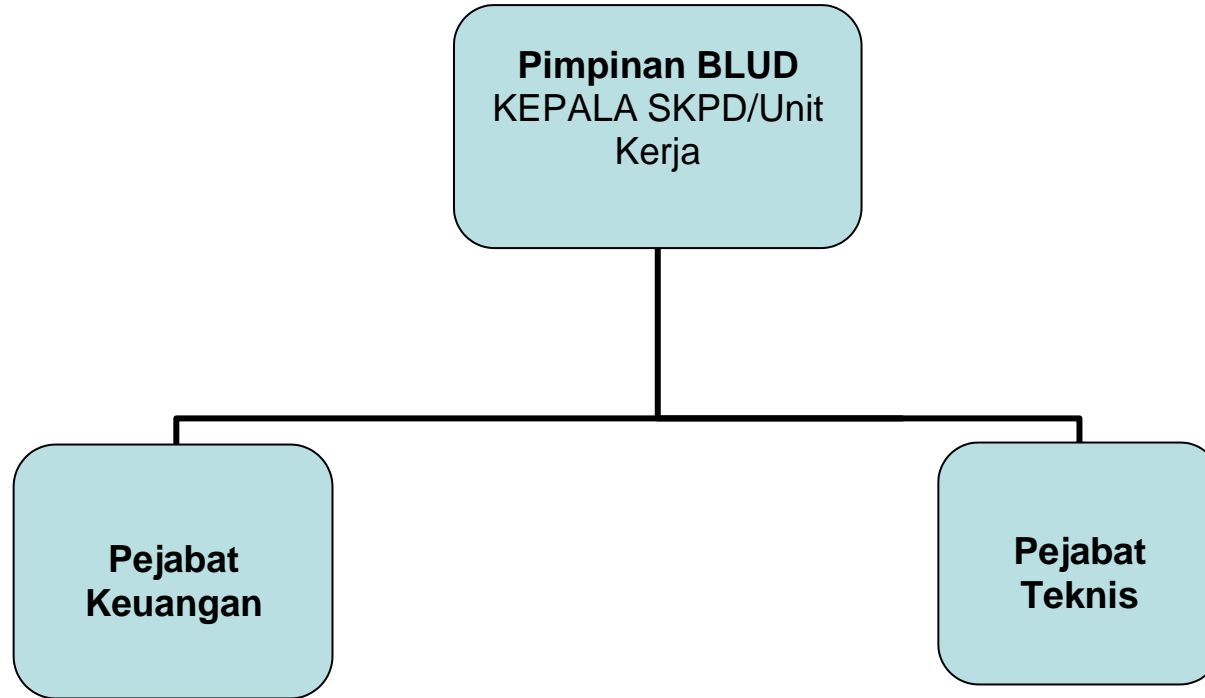 Pimpinan BLUD
KEPALA SKPD/Unit
Kerja
Pejabat
Keuangan
Pejabat
Teknis